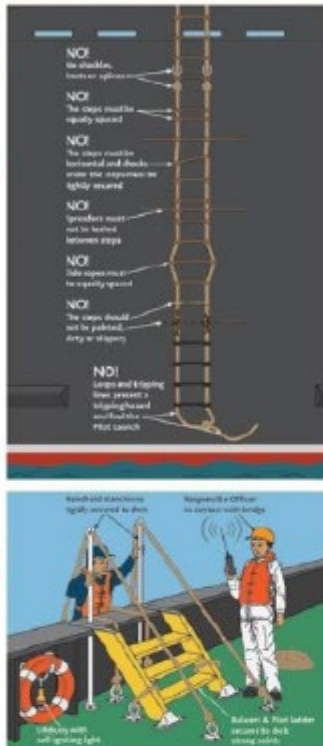 NO!
No shackles,
knots or splices
NO!
The steps must be
equally spaced
NO!
The steps must be
horizontal and chocks
under the steps must be
tightly secured
NO!
Spreaders must
not be lashed
between steps
NO!
Side ropes must
be equally spaced
NO!
The steps should
not be painted,
dirty or slippery
NO!
Loops and tripping
lines present a
tripping hazard
and foul the
Pilot Launch
Handhold stanchions
rigidly secured to deck
Responsible Officer
in contact with bridge
Lifebuoy with
self-igniting light
Bulwark & Pilot ladder
secured to deck
strong points